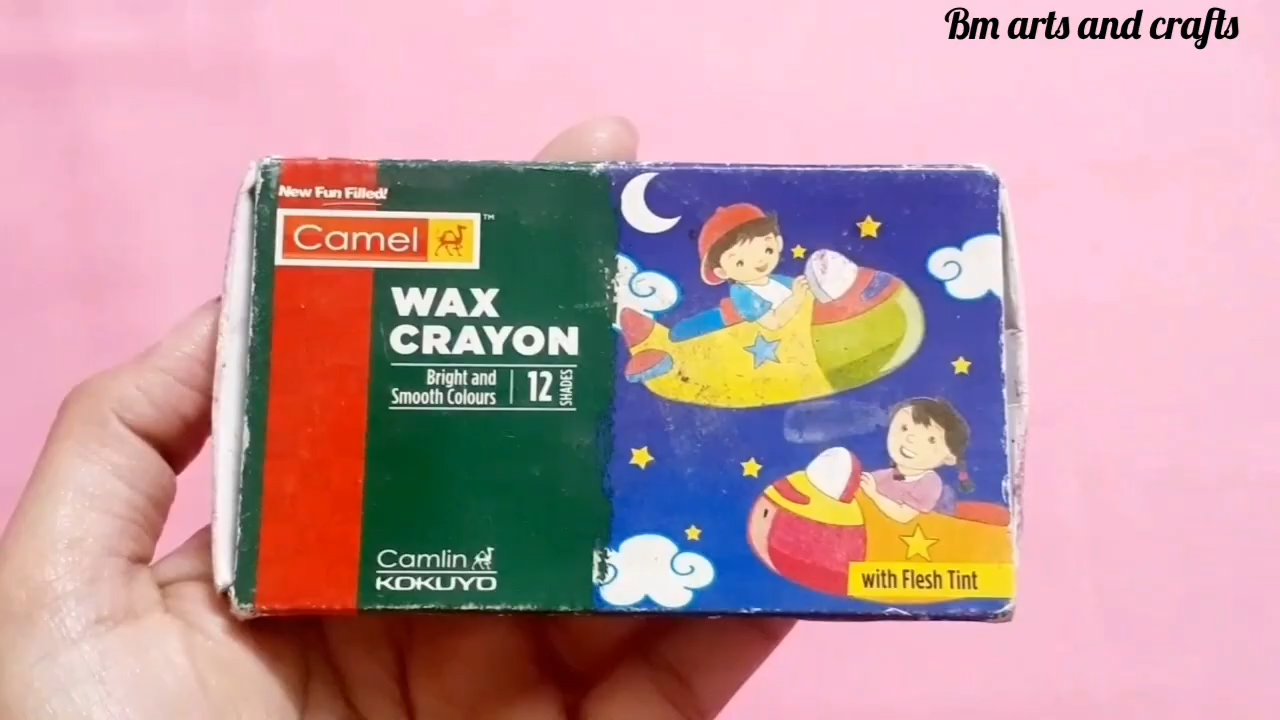 Bm arts and crafts
New Fun Filled!
Camel ™
WAX
CRAYON
Bright and
Smooth Colours
12
SHADES
Camlin
KOKUYO
with Flesh Tint